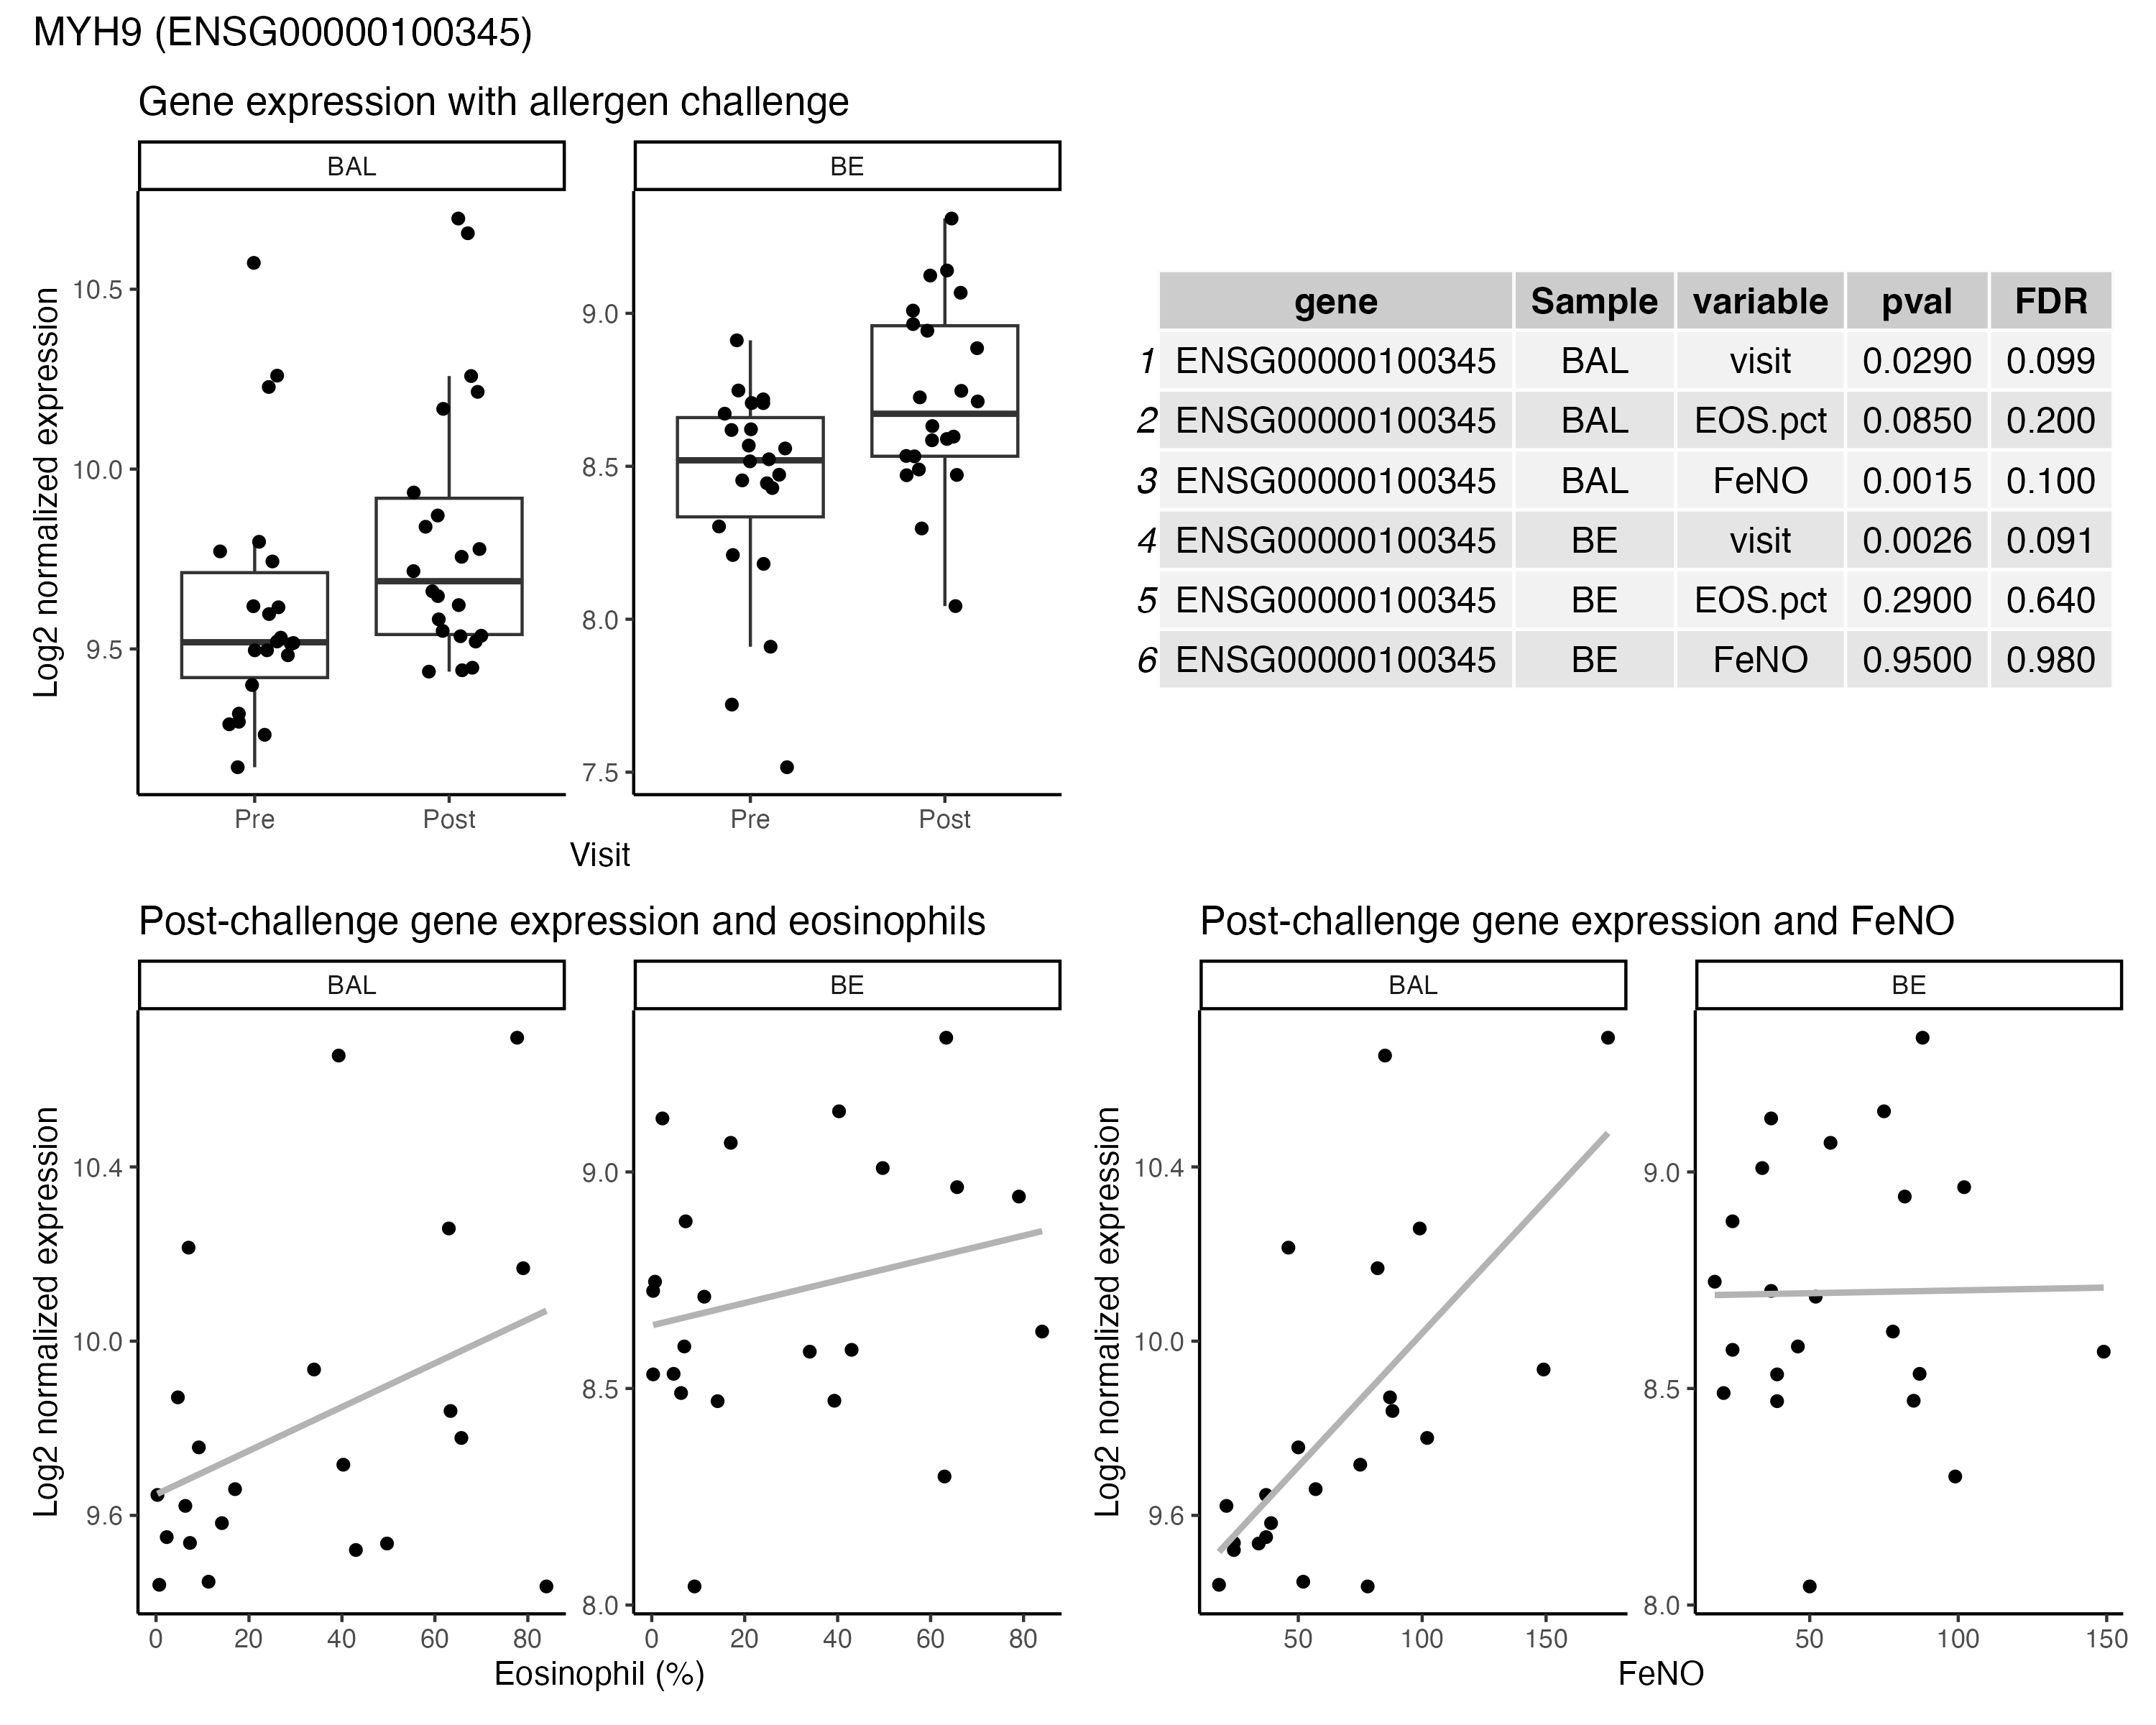 MYH9 (ENSG00000100345)
Gene expression with allergen challenge
BAL
BE
Log2 normalized expression
10.5
10.0
9.5
9.0
8.5
8.0
7.5
Pre
Post
Pre
Post
Visit
gene Sample variable pval FDR
1 ENSG00000100345 BAL visit 0.0290 0.099
2 ENSG00000100345 BAL EOS.pct 0.0850 0.200
3 ENSG00000100345 BAL FeNO 0.0015 0.100
4 ENSG00000100345 BE visit 0.0026 0.091
5 ENSG00000100345 BE EOS.pct 0.2900 0.640
6 ENSG00000100345 BE FeNO 0.9500 0.980
Post-challenge gene expression and eosinophils
BAL
BE
Log2 normalized expression
10.4
10.0
9.6
9.0
8.5
8.0
0 20 40 60 80
0 20 40 60 80
Eosinophil (%)
Post-challenge gene expression and FeNO
BAL
BE
Log2 normalized expression
10.4
10.0
9.6
9.0
8.5
8.0
50 100 150
50 100 150
FeNO